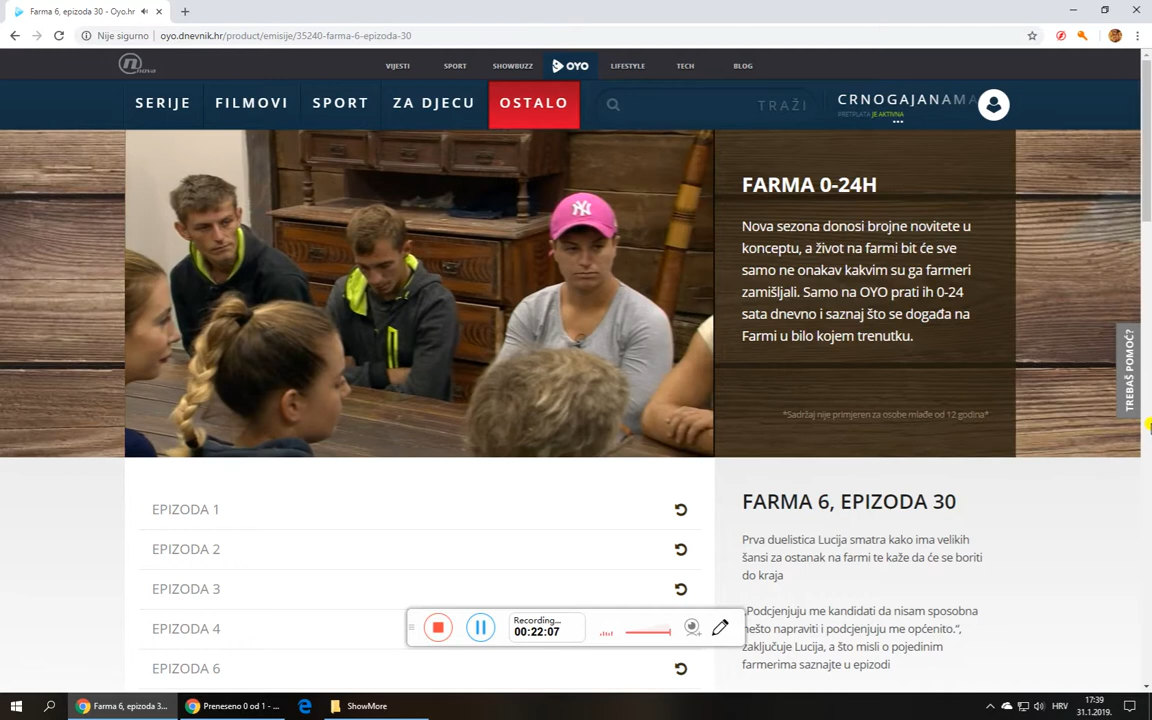 Farma 6, epizoda 30 - Oyo.hr
Nije sigurno
oyo.dnevnik.hr/product/emisije/35240-farma-6-epizoda-30
nova
VIJESTI
SPORT
SHOWBUZZ
OYO
LIFESTYLE
TECH
BLOG
SERIJE
FILMOVI
SPORT
ZA DJECU
OSTALO
TRAŽI
CRNOGAJANAMA
PRETPLATA JE AKTIVNA
NY
FARMA 0-24H
Nova sezona donosi brojne novitete u
konceptu, a život na farmi bit će sve
samo ne onakav kakvim su ga farmeri
zamišljali. Samo na OYO prati ih 0-24
sata dnevno i saznaj što se događa na
Farmi u bilo kojem trenutku.
*Sadržaj nije primjeren za osobe mlađe od 12 godina*
TREBAŠ POMOĆ?
EPIZODA 1
EPIZODA 2
EPIZODA 3
EPIZODA 4
EPIZODA 6
FARMA 6, EPIZODA 30
Prva duelistica Lucija smatra kako ima velikih
šansi za ostanak na farmi te kaže da će se boriti
do kraja
„Podcjenjuju me kandidati da nisam sposobna
nešto napraviti i podcjenjuju me općenito.“,
zaključuje Lucija, a što misli o pojedinim
farmerima saznajte u epizodi
Recording...
00:22:07
Farma 6, epizoda 3...
Preneseno 0 od 1 - ...
ShowMore
HRV
17:39
31.1.2019.